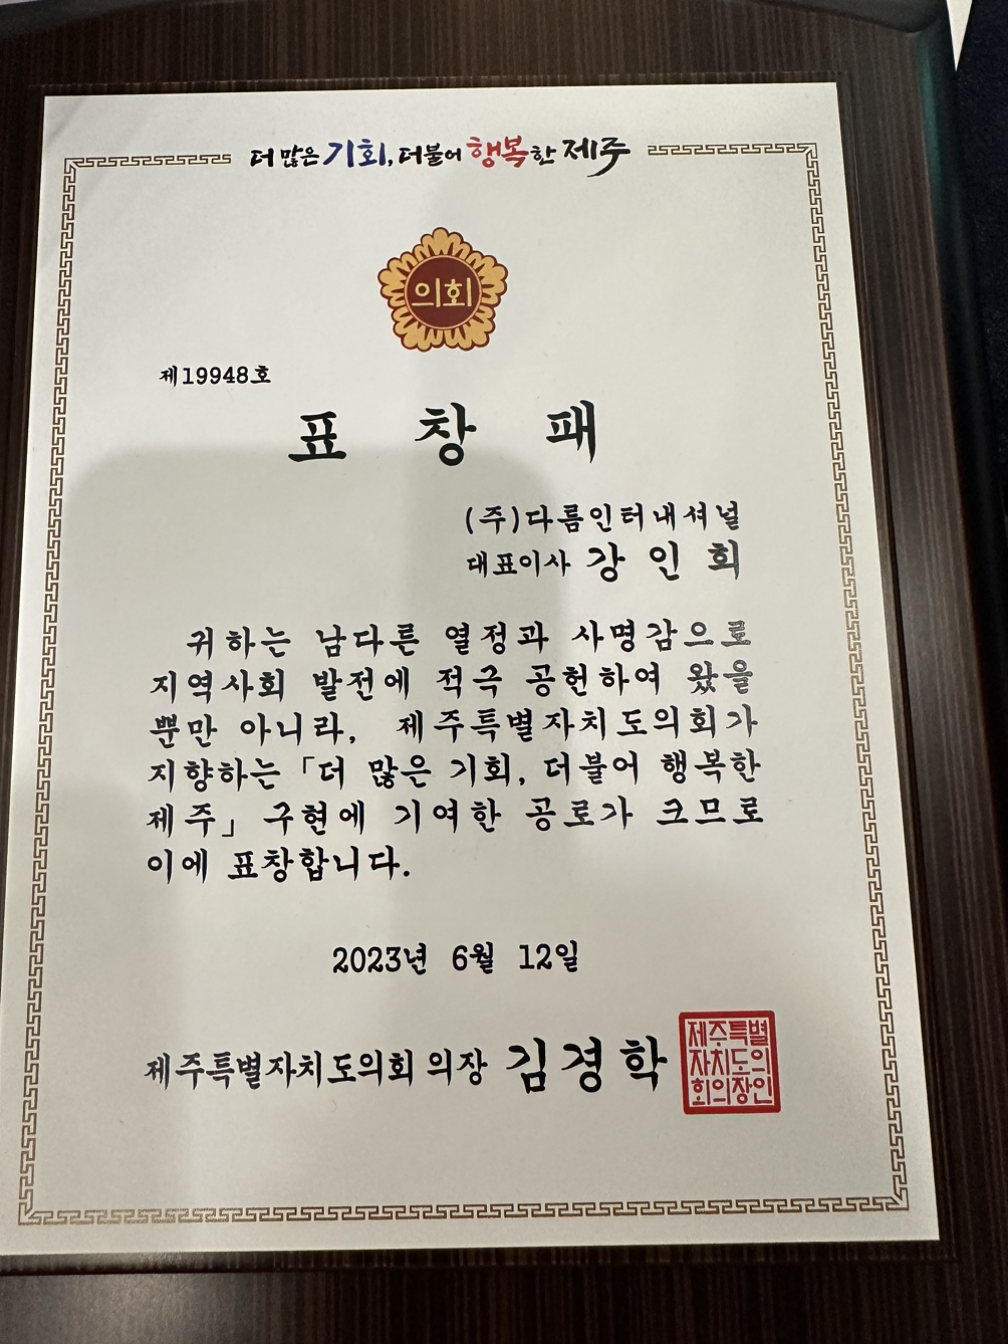 더 많은 기회, 더불어 행복한 제주
의회
제19948호
표 창 패
(주)다름인터내셔널
대표이사 강 인 회
귀하는 남다른 열정과 사명감으로
지역사회 발전에 적극 공헌하여 왔을
뿐만 아니라, 제주특별자치도의회가
지향하는 「더 많은 기회, 더불어 행복한
제주」 구현에 기여한 공로가 크므로
이에 표창합니다.
2023년 6월 12일
제주특별자치도의회 의장 김 경 학
제주특별
자치도의
회의장인